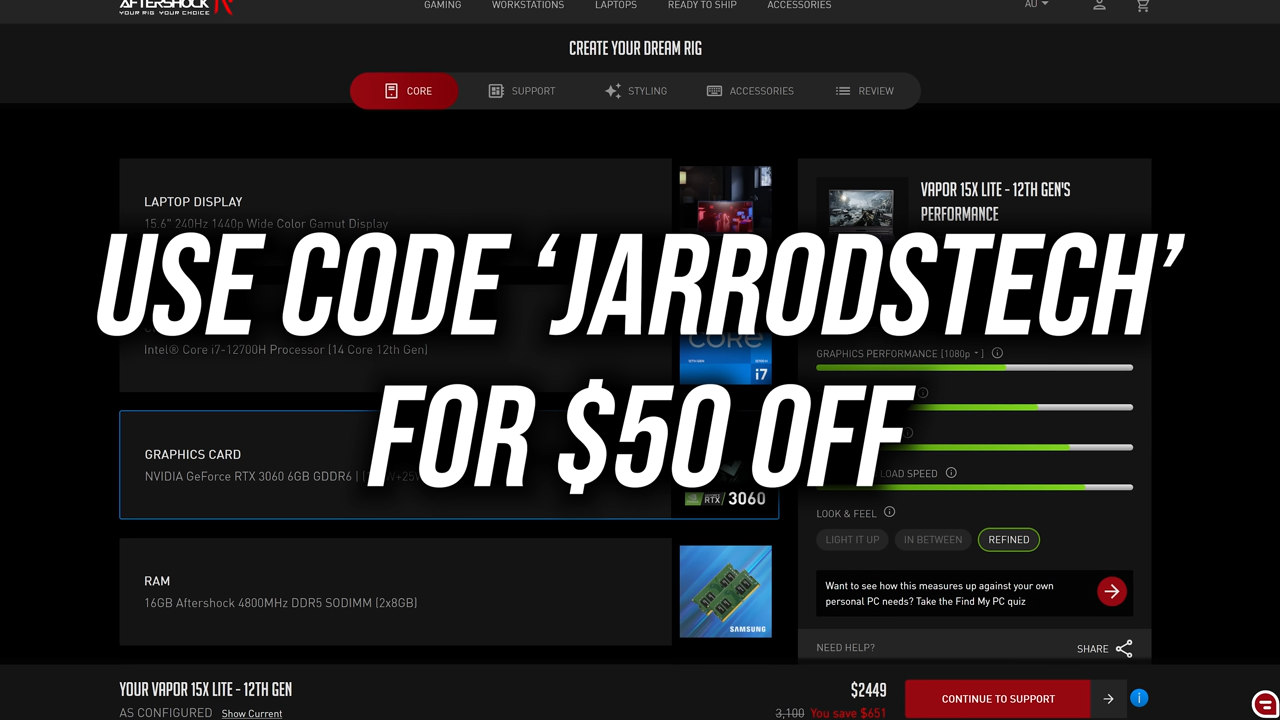 AFTERSHOCK
YOUR RIG YOUR CHOICE
GAMING
WORKSTATIONS
LAPTOPS
READY TO SHIP
ACCESSORIES
AU
CREATE YOUR DREAM RIG
CORE
SUPPORT
STYLING
ACCESSORIES
REVIEW
LAPTOP DISPLAY
15.6" 240Hz 1440p Wide Color Gamut Display
VAPOR 15X LITE - 12TH GEN'S
PERFORMANCE
USE CODE ‘JARRODSTECH’
FOR $50 OFF
Intel® Core i7-12700H Processor (14 Core 12th Gen)
CORE
i7
GRAPHICS PERFORMANCE [1080p]
GRAPHICS CARD
NVIDIA GeForce RTX 3060 6GB GDDR6 |
RTX 3060
LOAD SPEED
LOOK & FEEL
LIGHT IT UP
IN BETWEEN
REFINED
RAM
16GB Aftershock 4800MHz DDR5 SODIMM (2x8GB)
SAMSUNG
Want to see how this measures up against your own
personal PC needs? Take the Find My PC quiz
NEED HELP?
SHARE
YOUR VAPOR 15X LITE - 12TH GEN
AS CONFIGURED Show Current
$2449
3,100 You save $651
CONTINUE TO SUPPORT